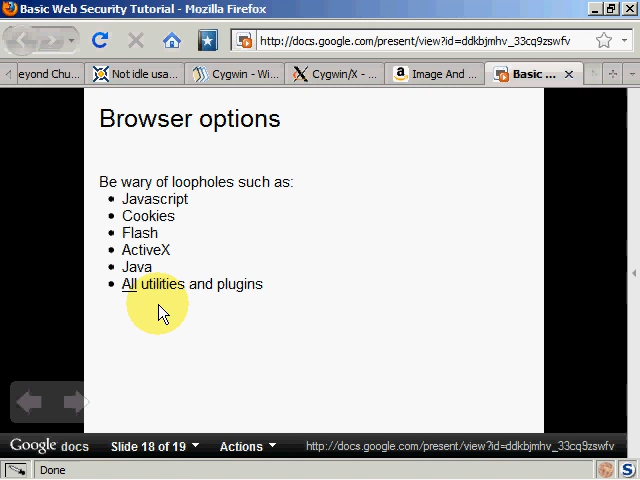 Basic Web Security Tutorial - Mozilla Firefox
http://docs.google.com/present/view?id=ddkbjmhv_33cq9zswfv
eyond Chu... Not idle usa... Cygwin - Wi... Cygwin/X - ... Image And ... Basic ...
Browser options
Be wary of loopholes such as:
Javascript
Cookies
Flash
ActiveX
Java
All utilities and plugins
Google docs Slide 18 of 19 Actions http://docs.google.com/present/view?id=ddkbjmhv_33cq9zswfv
Done